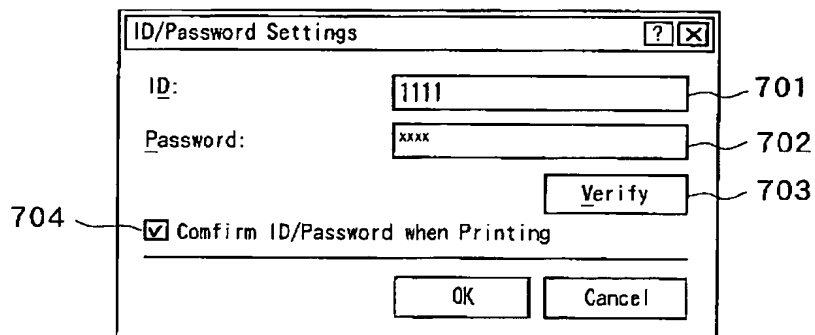 ID/Password Settings ? X
ID: 1111 701
Password: xxxx 702
Verify 703
704 Comfirm ID/Password when Printing
OK Cancel